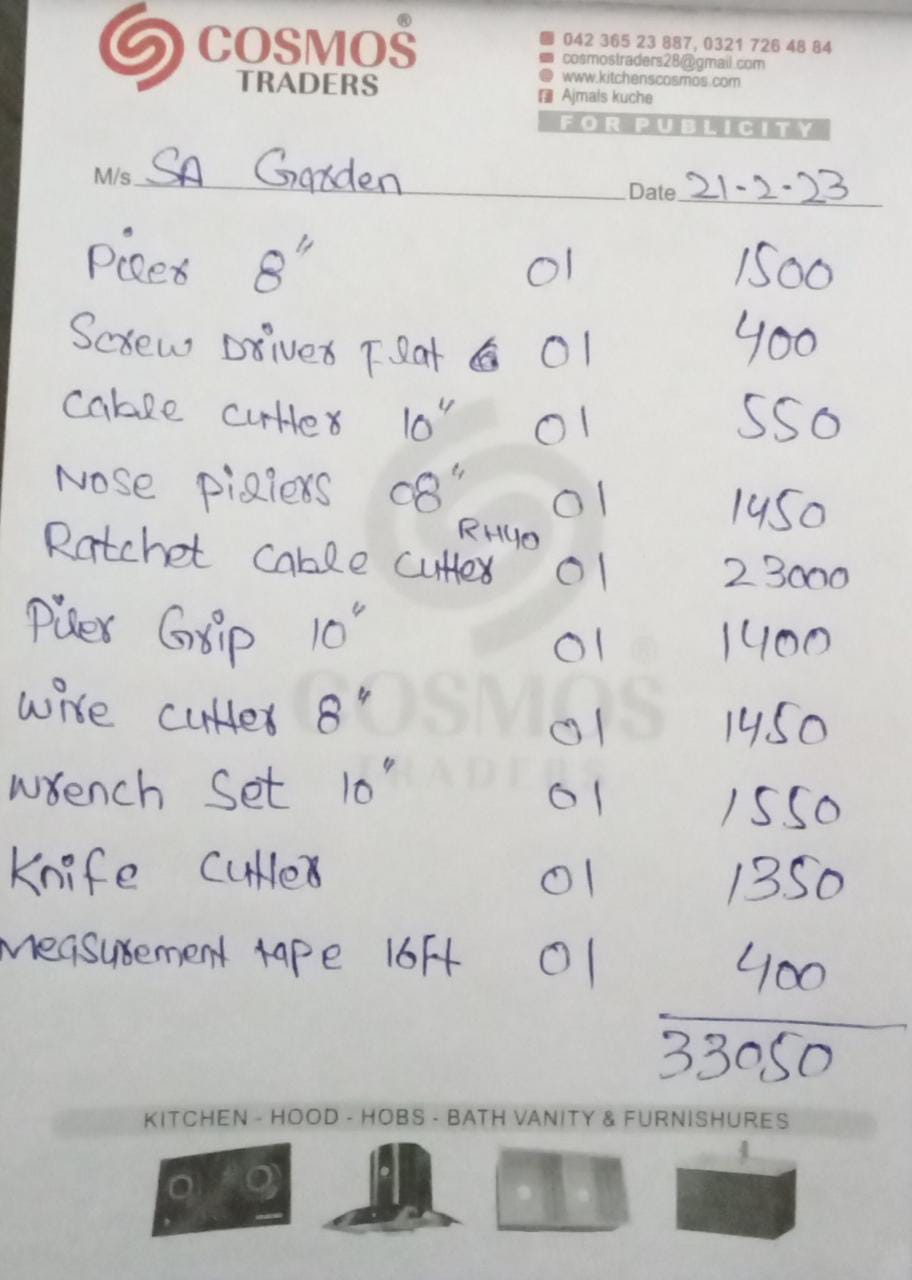 COSMOS®
TRADERS
042 365 23 887, 0321 726 48 84
cosmostraders28@gmail.com
www.kitchenscosmos.com
Ajmals kuche
FOR PUBLICITY
M/s. SA Garden Date 21-2-23
Piler 8" 01 1500
Screw Driver Flat 6 01 400
Cable cutter 10" 01 550
Nose piliers 08" 01 1450
Ratchet Cable Cutter RH40 01 23000
Piler Grip 10" 01 1400
Wire cutter 8" 01 1450
Wrench Set 10" 01 1550
Knife Cutter 01 1350
Measurement tape 16ft 01 400
33050
COSMOS®
TRADERS
KITCHEN - HOOD - HOBS - BATH VANITY & FURNISHURES